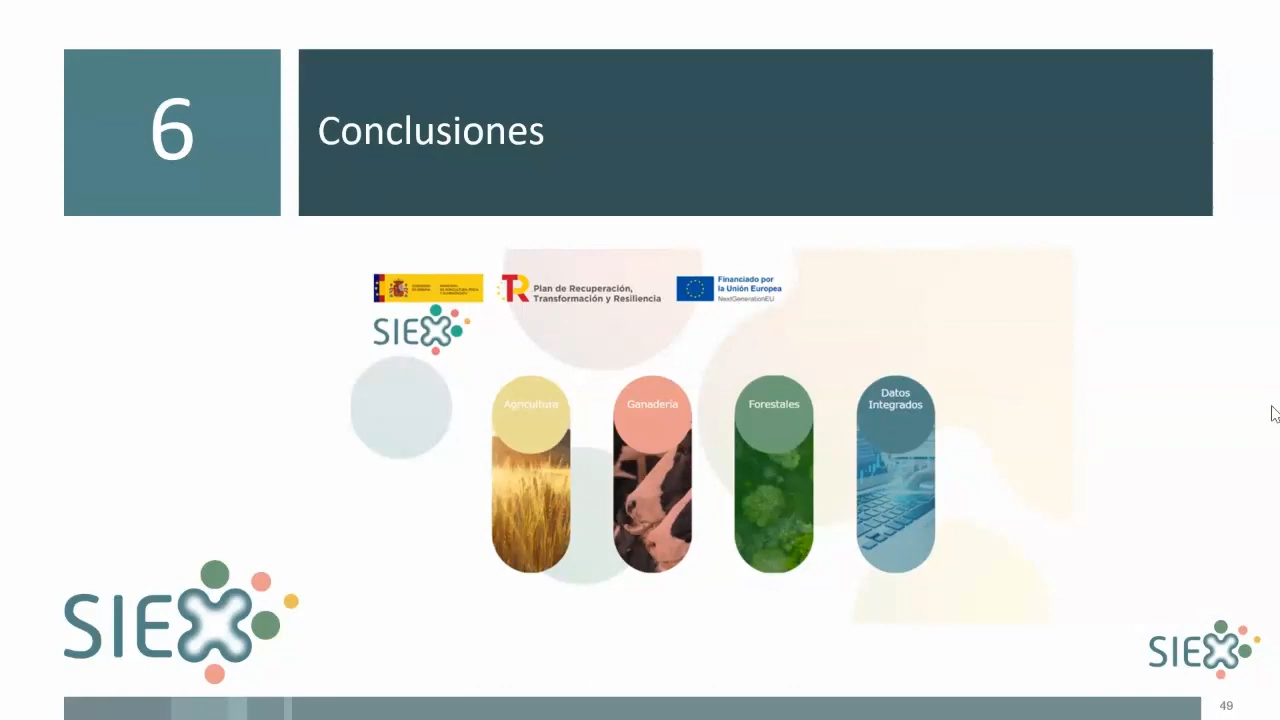 6
Conclusiones
Plan de Recuperación,
Transformación y Resiliencia
Financiado por
la Unión Europea
NextGenerationEU
SIEX
Agricultura
Ganadería
Forestales
Datos
Integrados
SIEX
SIEX
49